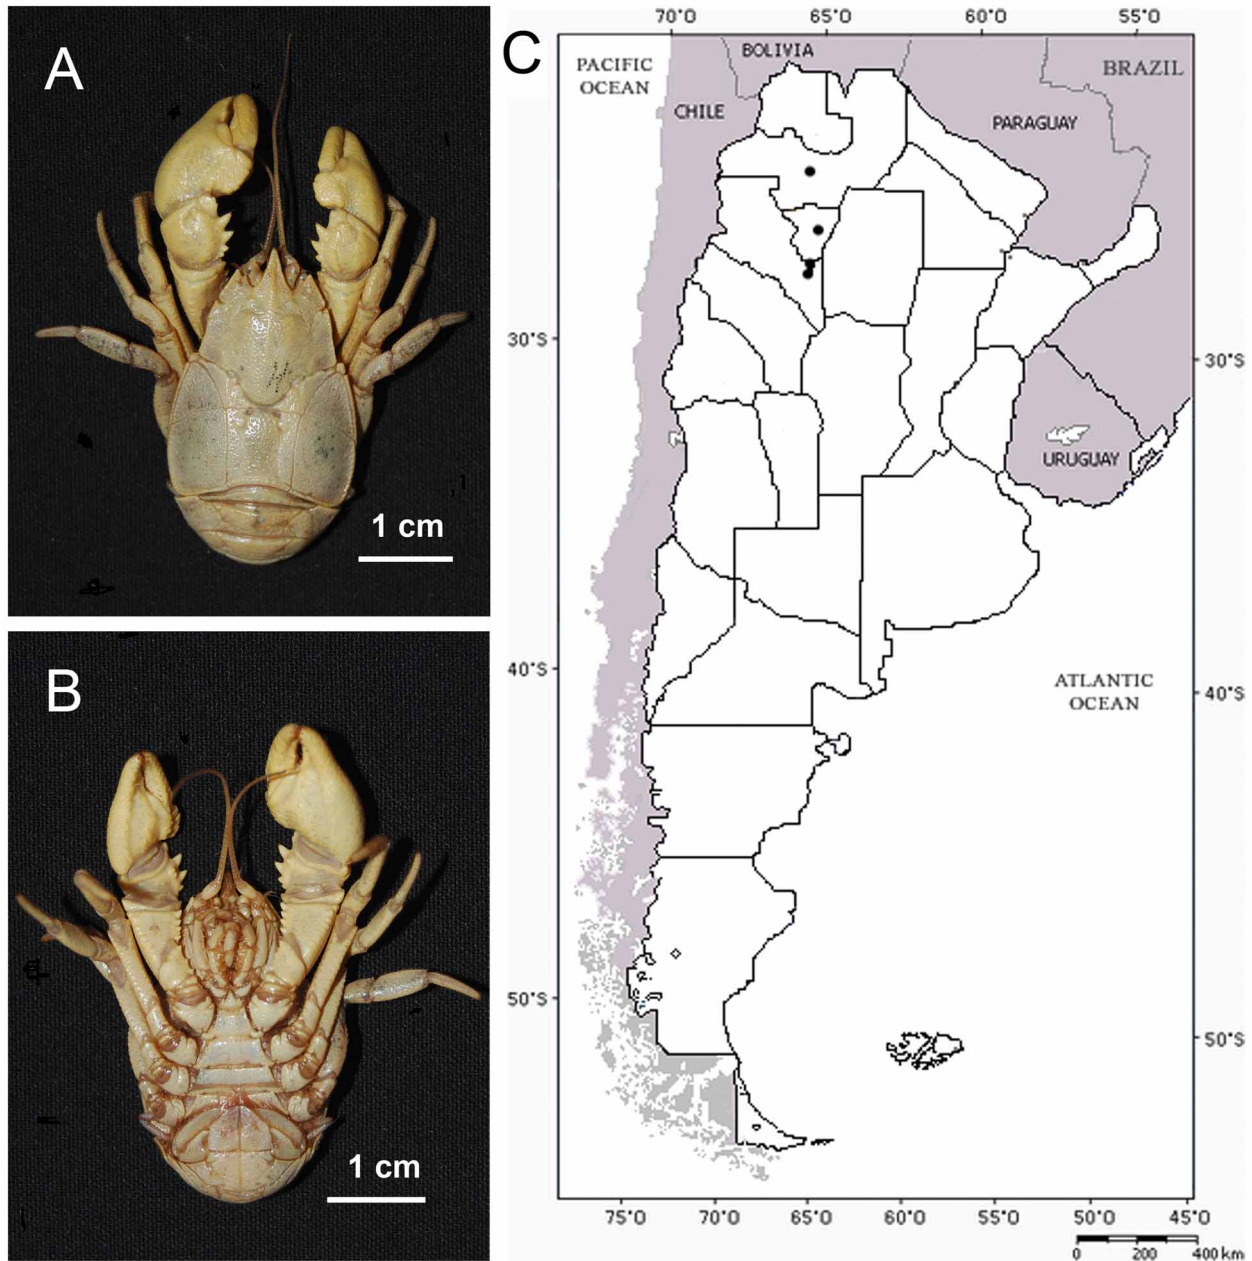 A
1 cm
B
1 cm
C
70°O 65°O 60°O 55°O
PACIFIC
OCEAN
BOLIVIA
BRAZIL
CHILE
PARAGUAY
30°S
30°S
URUGUAY
40°S
ATLANTIC
OCEAN
40°S
50°S
50°S
75°O 70°O 65°O 60°O 55°O 50°O 45°O
0 200 400 km